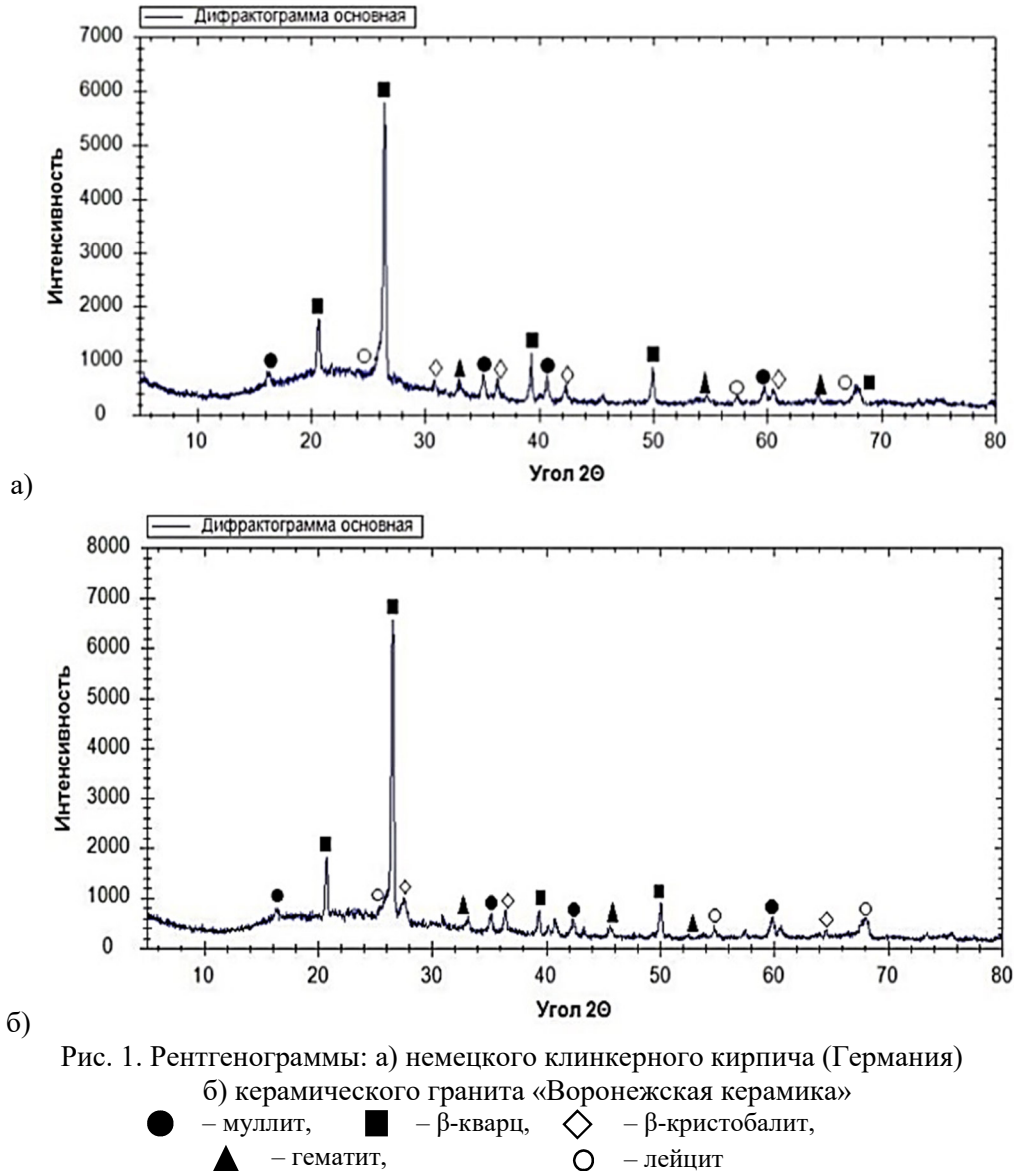 Дифрактограмма основная
7000
6000
5000
4000
3000
2000
1000
0
Интенсивность
10 20 30 40 50 60 70 80
Угол 2Θ
а)
Дифрактограмма основная
8000
7000
6000
5000
4000
3000
2000
1000
0
Интенсивность
10 20 30 40 50 60 70 80
Угол 2Θ
б)
Рис. 1. Рентгенограммы: а) немецкого клинкерного кирпича (Германия)
б) керамического гранита «Воронежская керамика»
– муллит, – β-кварц, – β-кристобалит,
– гематит, – лейцит